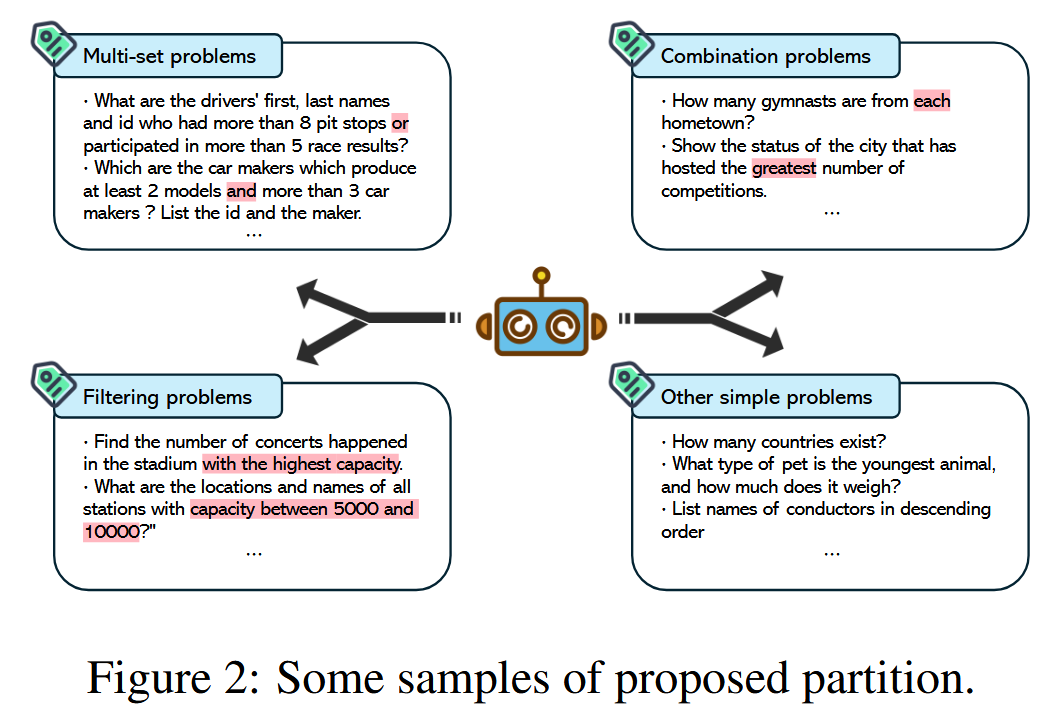 Multi-set problems
· What are the drivers' first, last names
and id who had more than 8 pit stops or
participated in more than 5 race results?
· Which are the car makers which produce
at least 2 models and more than 3 car
makers ? List the id and the maker.
...
Combination problems
· How many gymnasts are from each
hometown?
· Show the status of the city that has
hosted the greatest number of
competitions.
...
Filtering problems
· Find the number of concerts happened
in the stadium with the highest capacity.
· What are the locations and names of all
stations with capacity between 5000 and
10000?"
...
Other simple problems
· How many countries exist?
· What type of pet is the youngest animal,
and how much does it weigh?
· List names of conductors in descending
order
...
Figure 2: Some samples of proposed partition.